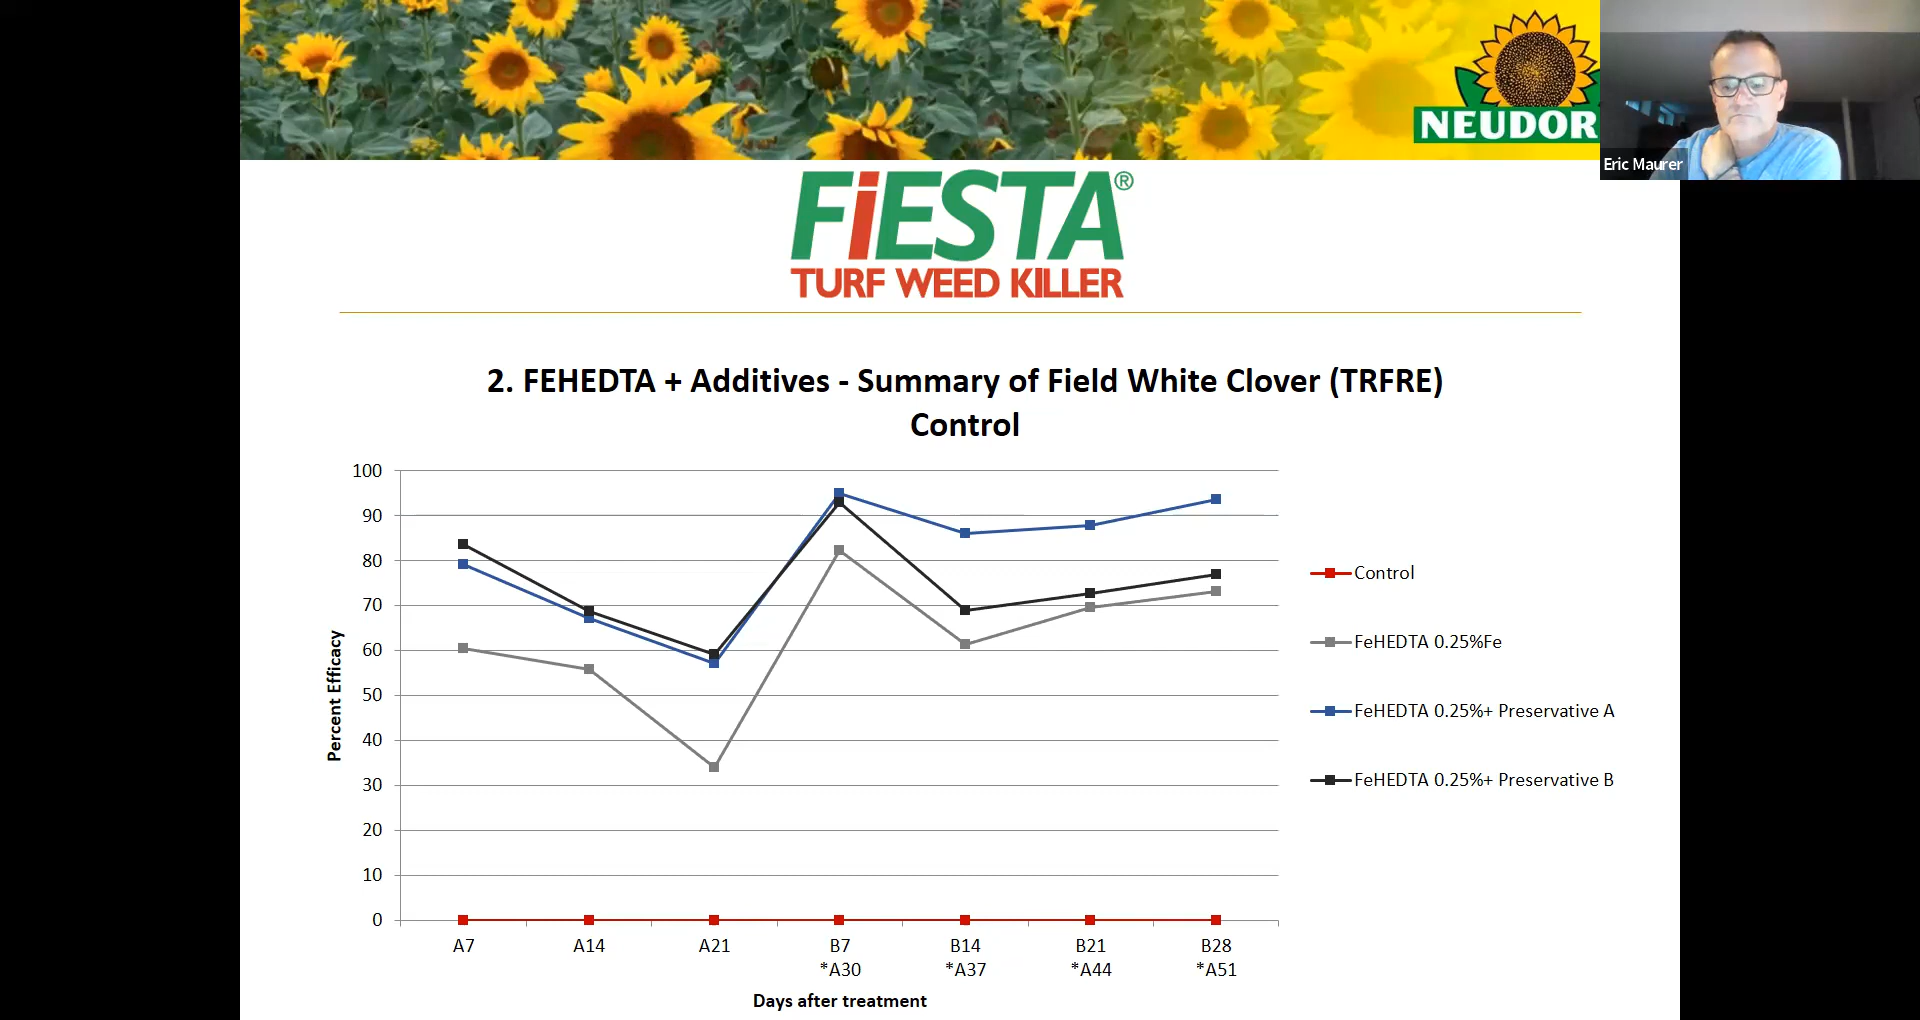 NEUDOR
Eric Maurer
FiESTA®
TURF WEED KILLER
2. FEHEDTA + Additives - Summary of Field White Clover (TRFRE)
Control
100
90
80
70
60
50
40
30
20
10
0
Percent Efficacy
A7 A14 A21 B7 B14 B21 B28
*A30 *A37 *A44 *A51
Days after treatment
Control
FeHEDTA 0.25%Fe
FeHEDTA 0.25%+ Preservative A
FeHEDTA 0.25%+ Preservative B